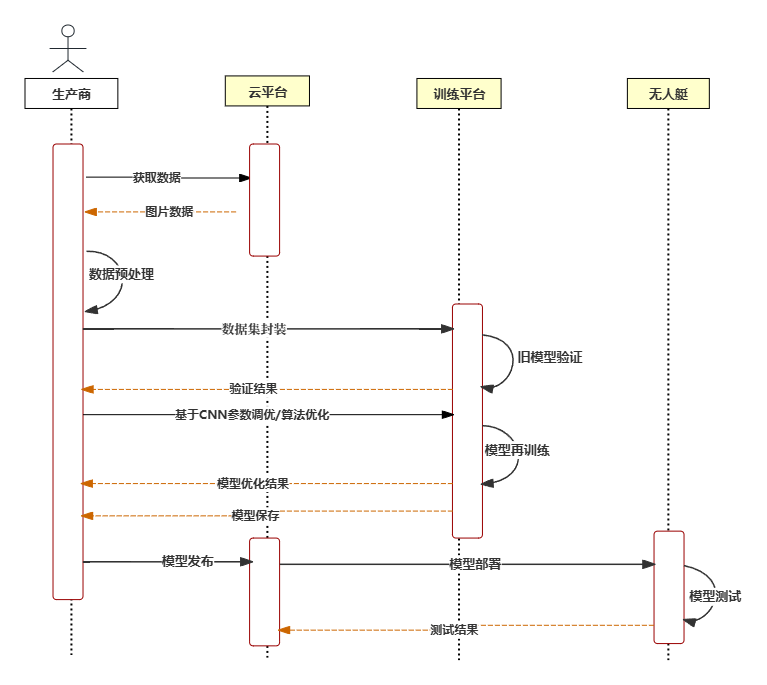 生产商
云平台
训练平台
无人艇
获取数据
图片数据
数据预处理
数据集封装
旧模型验证
验证结果
基于CNN参数调优/算法优化
模型再训练
模型优化结果
模型保存
模型发布
模型部署
模型测试
测试结果